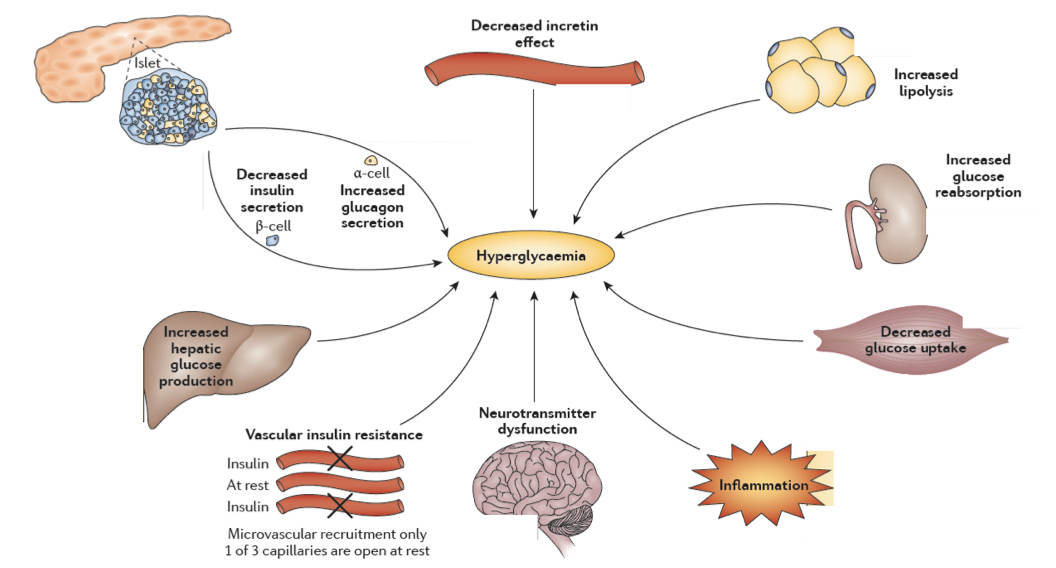 Decreased incretin
effect
Islet
Increased
lipolysis
Decreased
insulin
secretion
β-cell
α-cell
Increased
glucagon
secretion
Increased
glucose
reabsorption
Hyperglycaemia
Increased
hepatic
glucose
production
Decreased
glucose uptake
Vascular insulin resistance
Insulin
At rest
Insulin
Microvascular recruitment only
1 of 3 capillaries are open at rest
Neurotransmitter
dysfunction
Inflammation